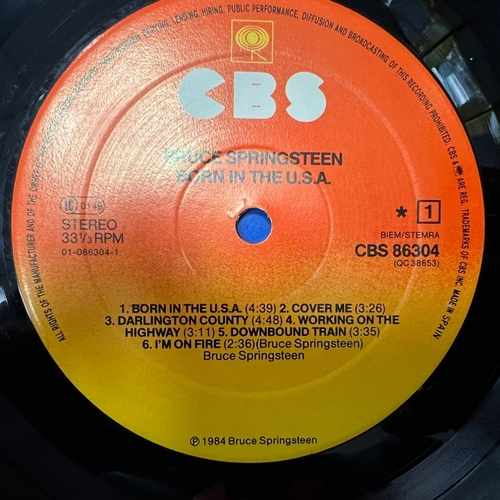 LENDING, HIRING, PUBLIC PERFORMANCE, DIFFUSION AND BROADCASTING OF THIS RECORDING PROHIBITED. CBS & ARE REG. TRADEMARKS OF CBS INC. MADE IN SPAIN
ALL RIGHTS OF THE MANUFACTURER AND OF THE
CBS
BRUCE SPRINGSTEEN
BORN IN THE U.S.A.
STEREO
33⅓ RPM
01-086304-1
* 1
BIEM/STEMRA
CBS 86304
(QC 38653)
1. BORN IN THE U.S.A. (4:39) 2. COVER ME (3:26)
3. DARLINGTON COUNTY (4:48) 4. WORKING ON THE
HIGHWAY (3:11) 5. DOWNBOUND TRAIN (3:35)
6. I'M ON FIRE (2:36)(Bruce Springsteen)
Bruce Springsteen
℗ 1984 Bruce Springsteen